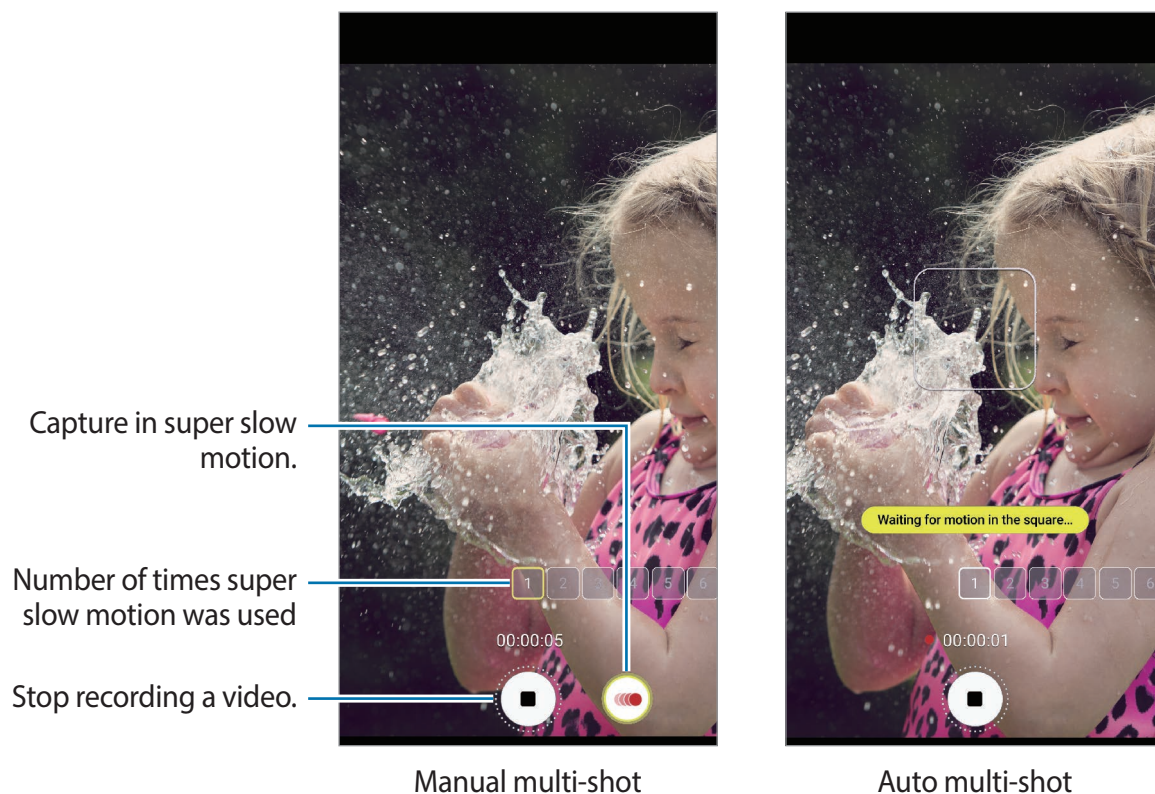 Capture in super slow
motion.
Number of times super
slow motion was used
Stop recording a video.
1 2 3 4 5 6
00:00:05
Manual multi-shot
Waiting for motion in the square...
1 2 3 4 5 6
00:00:01
Auto multi-shot